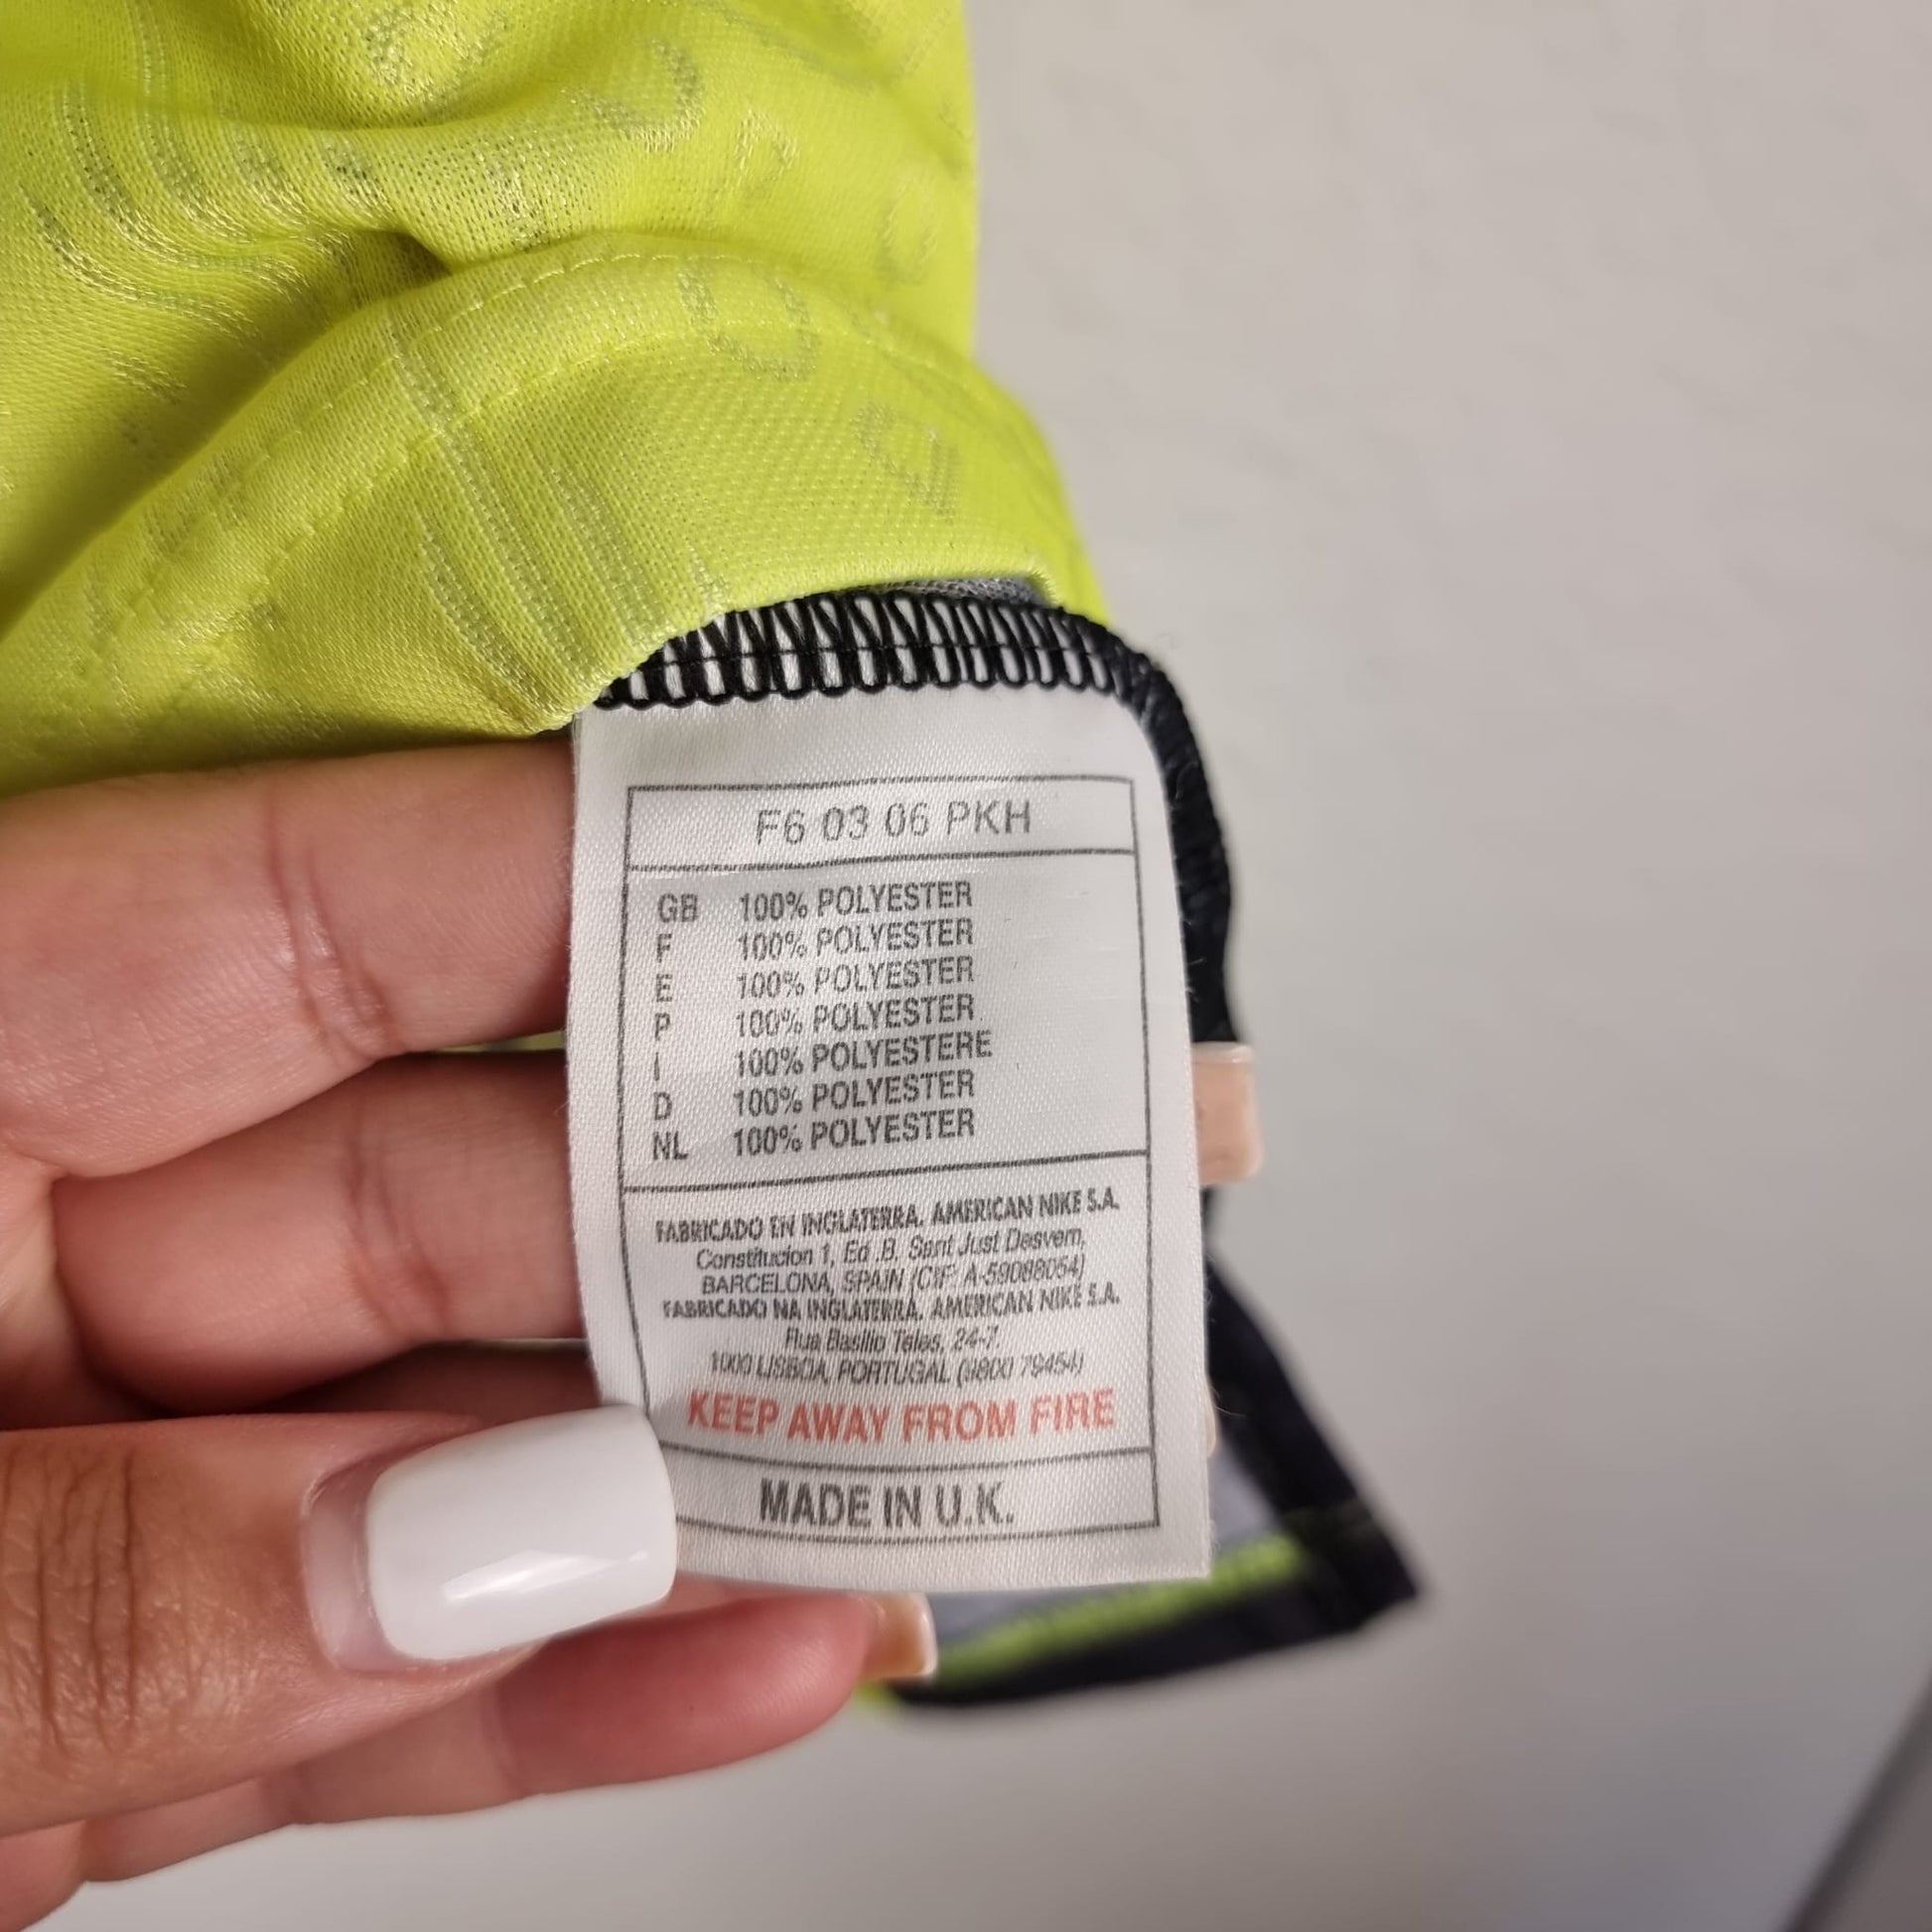 F6 03 06 PKH
GB 100% POLYESTER
F 100% POLYESTER
E 100% POLYESTER
P 100% POLYESTER
I 100% POLYESTERE
D 100% POLYESTER
NL 100% POLYESTER
FABRICADO EN INGLATERRA. AMERICAN NIKE S.A.
Constitucion 1, Ed .B. Sant Just Desvern,
BARCELONA, SPAIN (CIF: A-59088054)
FABRICADO NA INGLATERRA. AMERICAN NIKE S.A.
Rua Basilio Teles, 24-7.
1000 LISBOA, PORTUGAL (9800 79454)
KEEP AWAY FROM FIRE
MADE IN U.K.